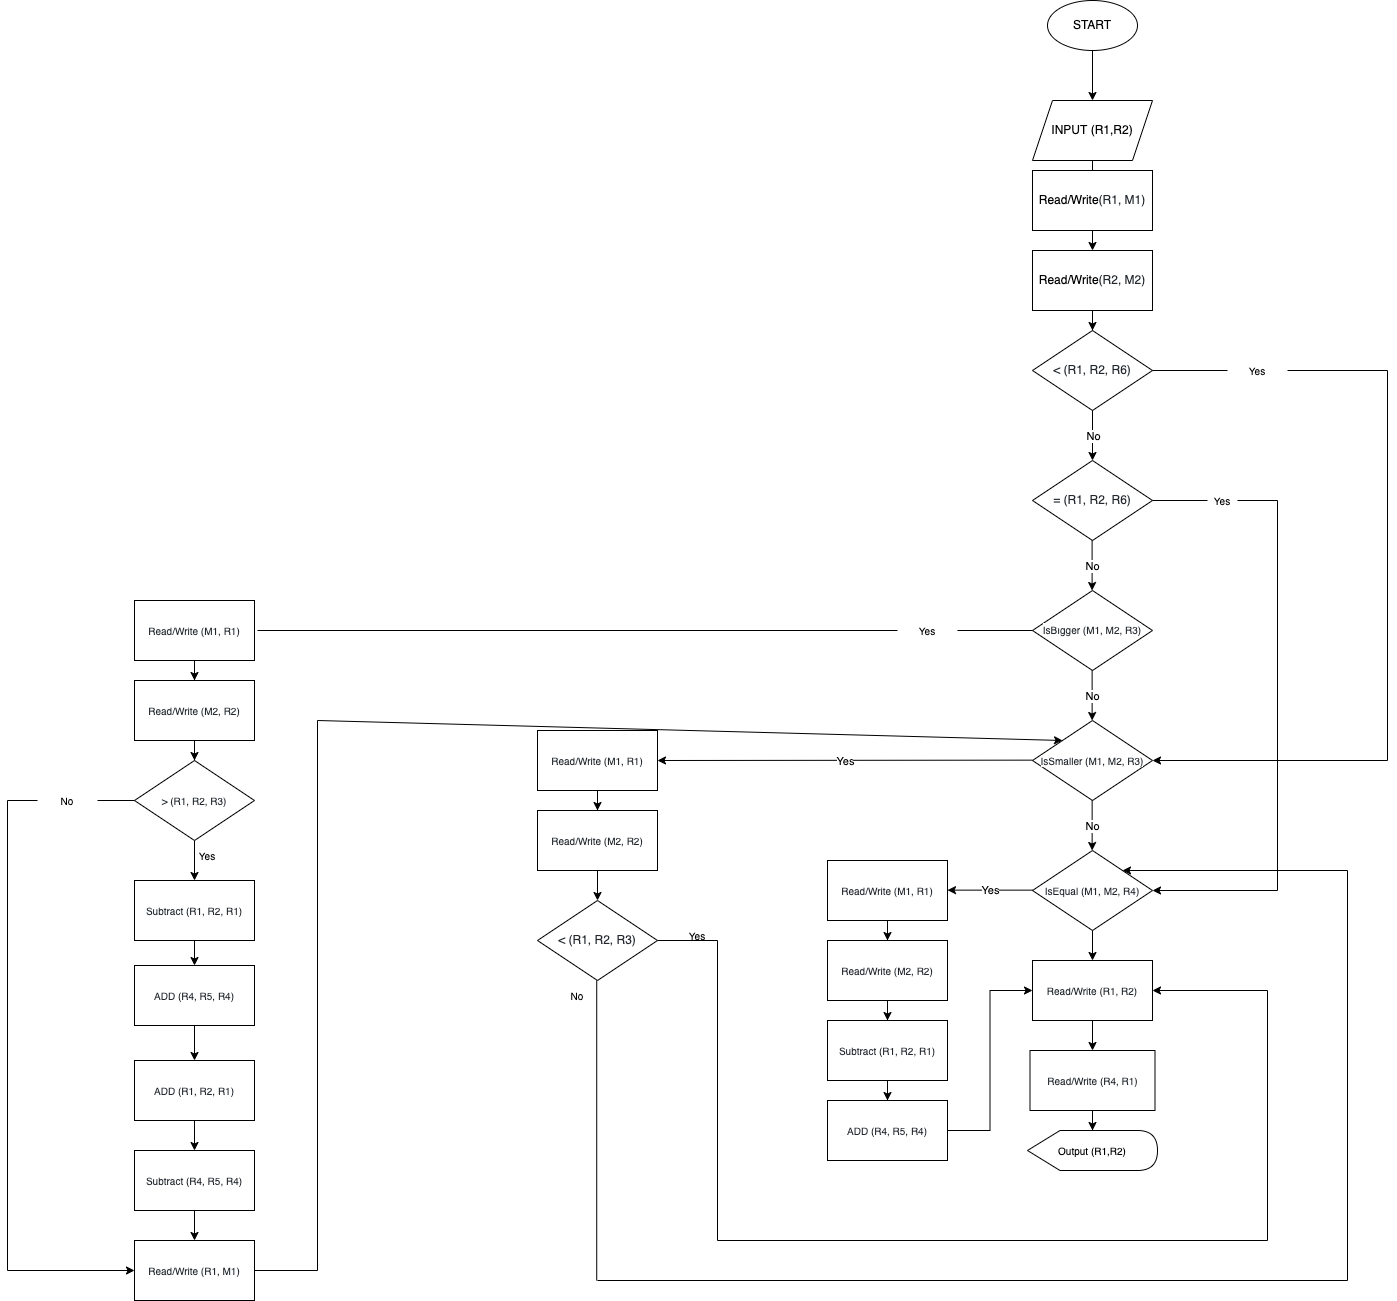 START
INPUT (R1,R2)
Read/Write(R1, M1)
Read/Write(R2, M2)
< (R1, R2, R6)
Yes
No
= (R1, R2, R6)
Yes
No
IsBigger (M1, M2, R3)
Yes
No
Read/Write (M1, R1)
Read/Write (M2, R2)
> (R1, R2, R3)
No
Yes
Subtract (R1, R2, R1)
ADD (R4, R5, R4)
ADD (R1, R2, R1)
Subtract (R4, R5, R4)
Read/Write (R1, M1)
IsSmaller (M1, M2, R3)
Yes
No
Read/Write (M1, R1)
Read/Write (M2, R2)
< (R1, R2, R3)
Yes
No
IsEqual (M1, M2, R4)
Yes
Read/Write (M1, R1)
Read/Write (M2, R2)
Subtract (R1, R2, R1)
ADD (R4, R5, R4)
Read/Write (R1, R2)
Read/Write (R4, R1)
Output (R1,R2)